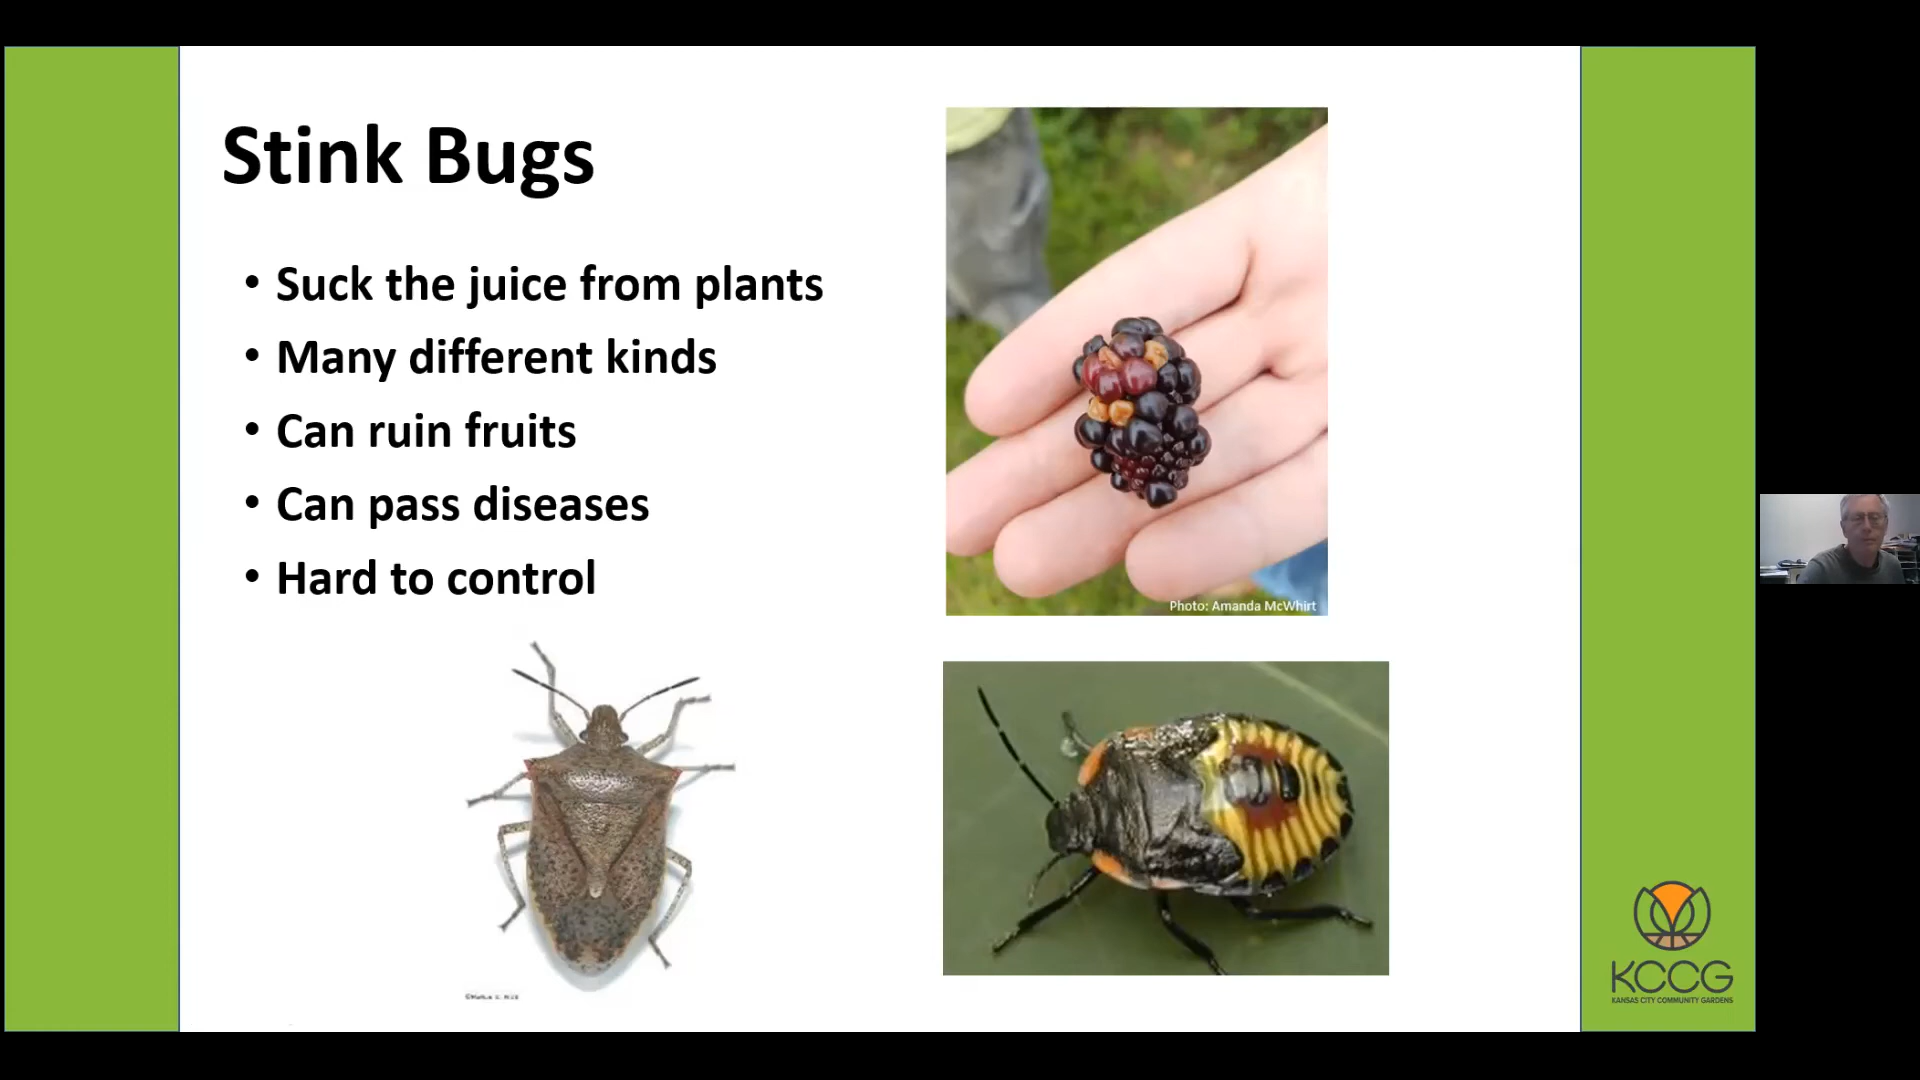 Stink Bugs
• Suck the juice from plants
• Many different kinds
• Can ruin fruits
• Can pass diseases
• Hard to control
Photo: Amanda McWhirt
KCCG
KANSAS CITY COMMUNITY GARDENS